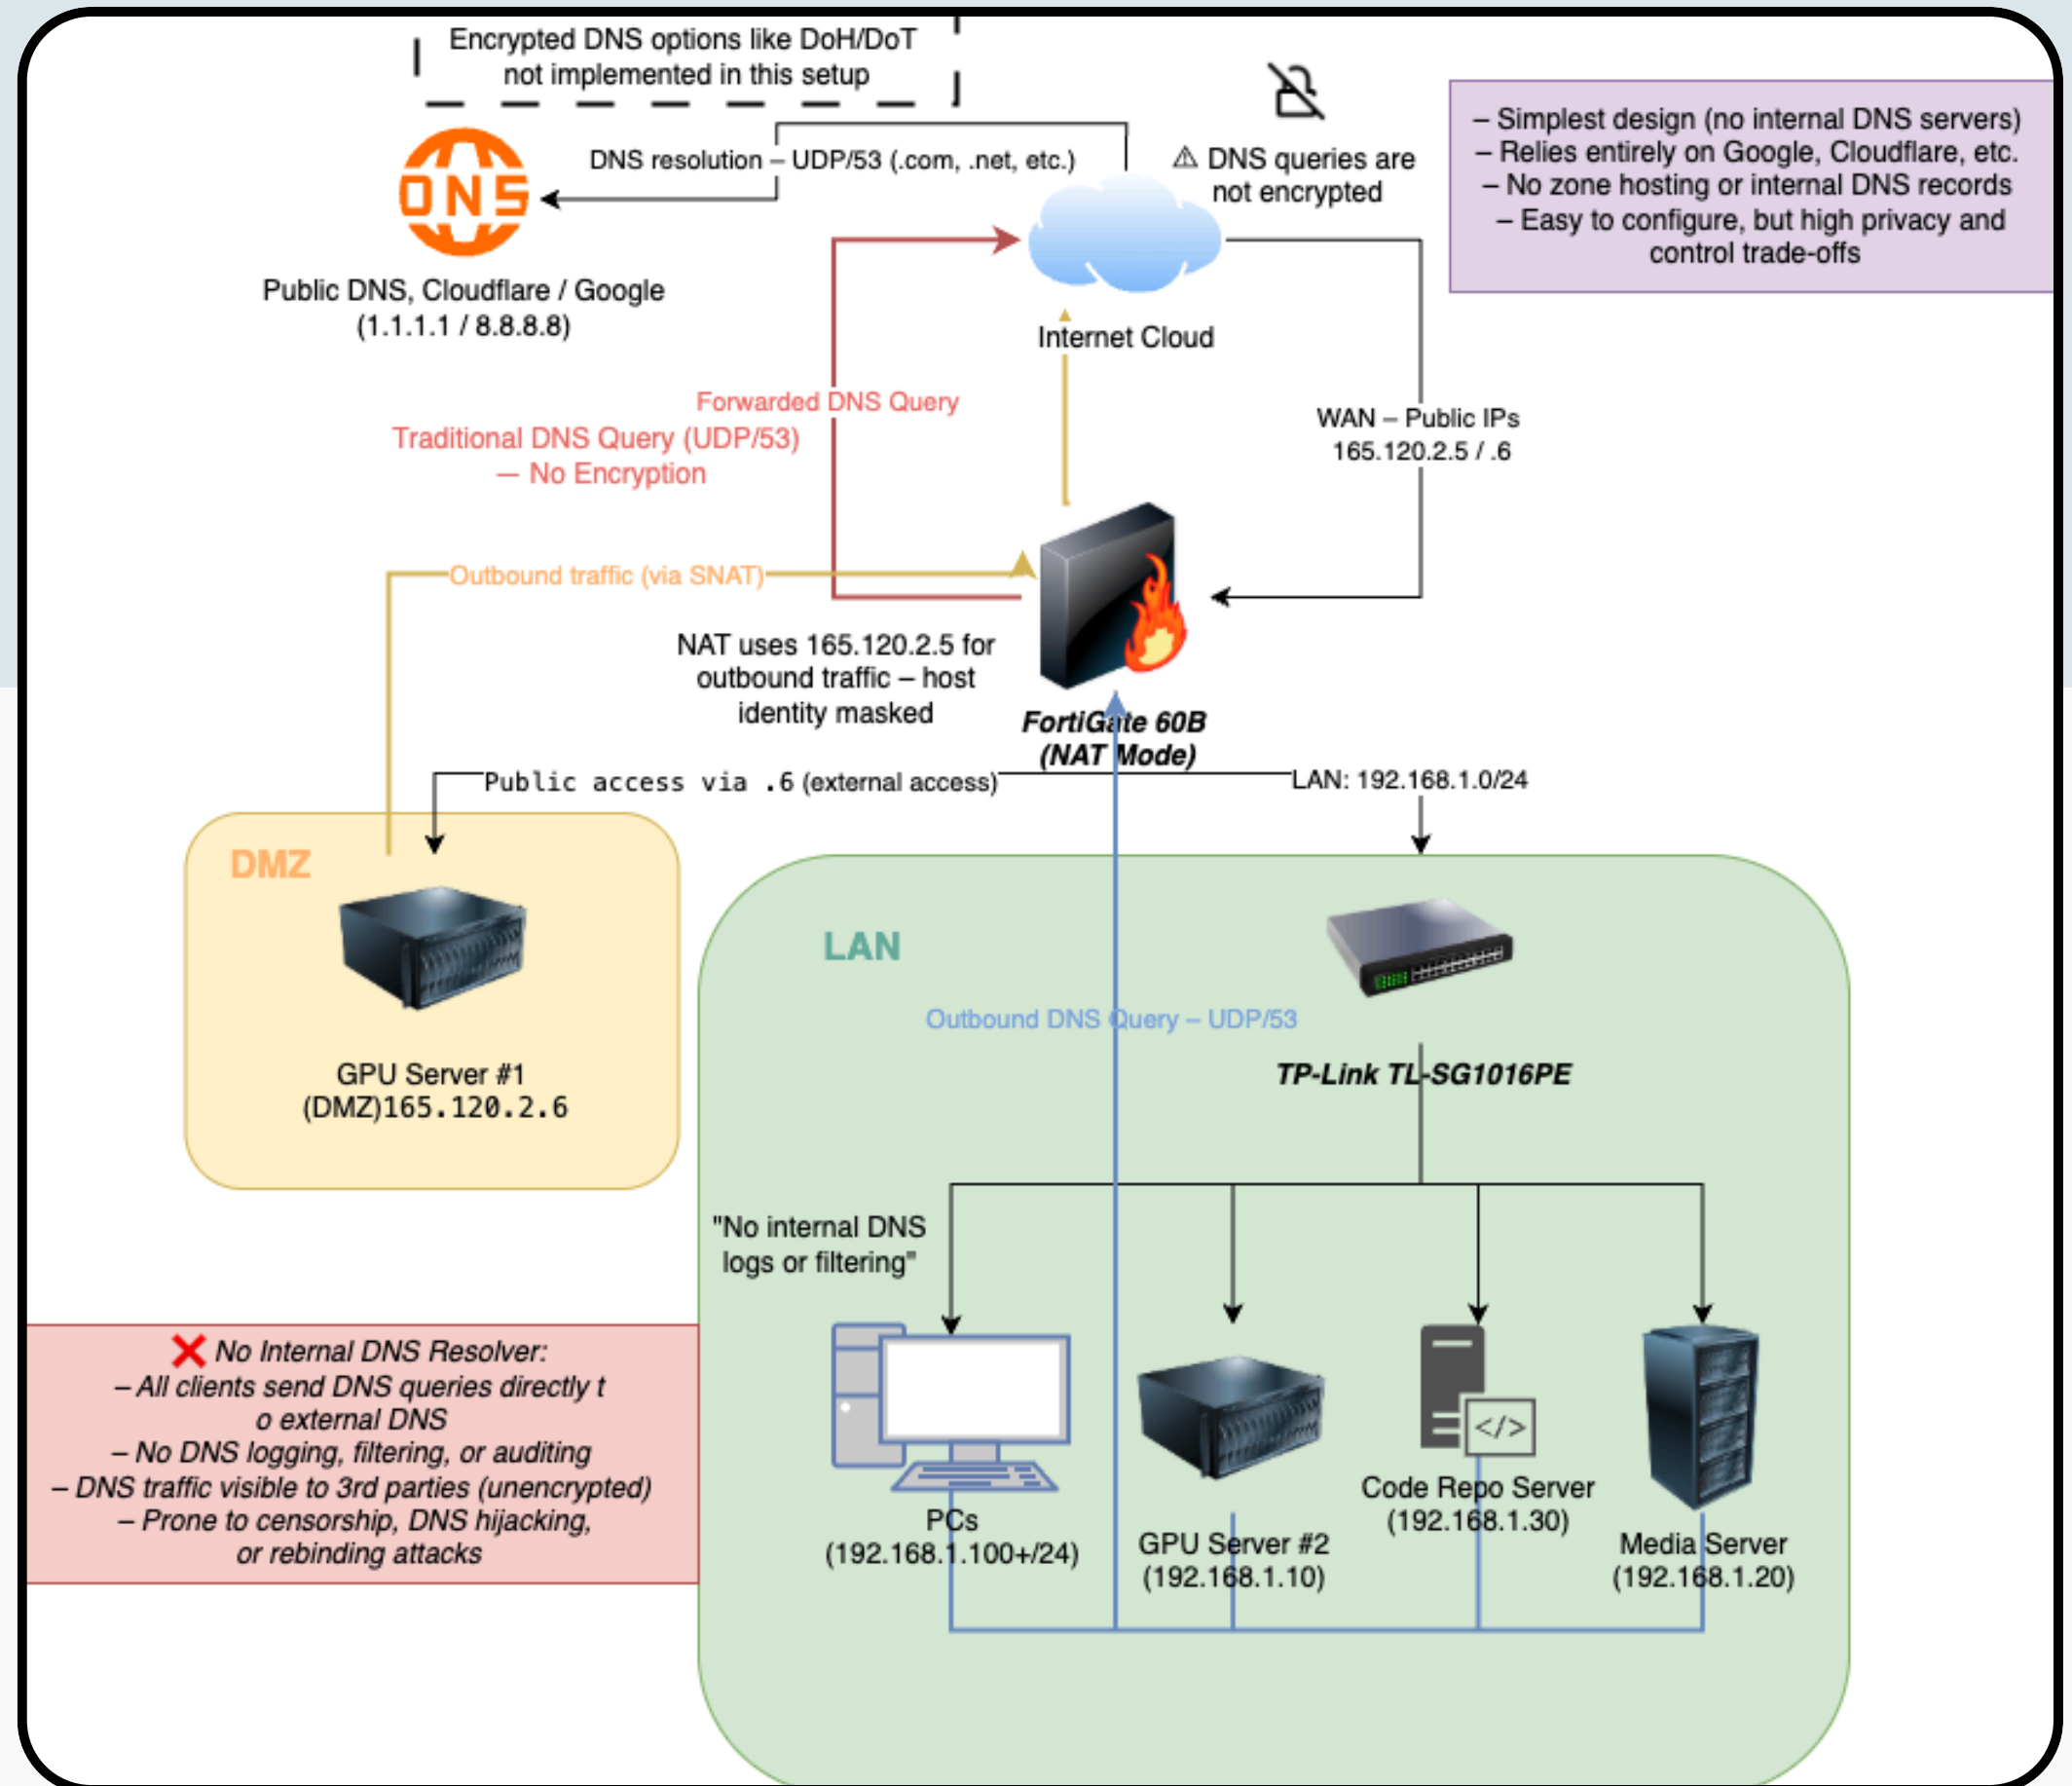 Encrypted DNS options like DoH/DoT
not implemented in this setup
– Simplest design (no internal DNS servers)
– Relies entirely on Google, Cloudflare, etc.
– No zone hosting or internal DNS records
– Easy to configure, but high privacy and
control trade-offs
DNS resolution – UDP/53 (.com, .net, etc.)
⚠ DNS queries are
not encrypted
DNS
Public DNS, Cloudflare / Google
(1.1.1.1 / 8.8.8.8)
Internet Cloud
Forwarded DNS Query
Traditional DNS Query (UDP/53)
— No Encryption
WAN – Public IPs
165.120.2.5 / .6
Outbound traffic (via SNAT)
NAT uses 165.120.2.5 for
outbound traffic – host
identity masked
FortiGate 60B
(NAT Mode)
Public access via .6 (external access)
LAN: 192.168.1.0/24
DMZ
GPU Server #1
(DMZ)165.120.2.6
LAN
Outbound DNS Query – UDP/53
TP-Link TL-SG1016PE
"No internal DNS
logs or filtering"
❌ No Internal DNS Resolver:
– All clients send DNS queries directly t
o external DNS
– No DNS logging, filtering, or auditing
– DNS traffic visible to 3rd parties (unencrypted)
– Prone to censorship, DNS hijacking,
or rebinding attacks
</>
PCs
(192.168.1.100+/24)
GPU Server #2
(192.168.1.10)
Code Repo Server
(192.168.1.30)
Media Server
(192.168.1.20)